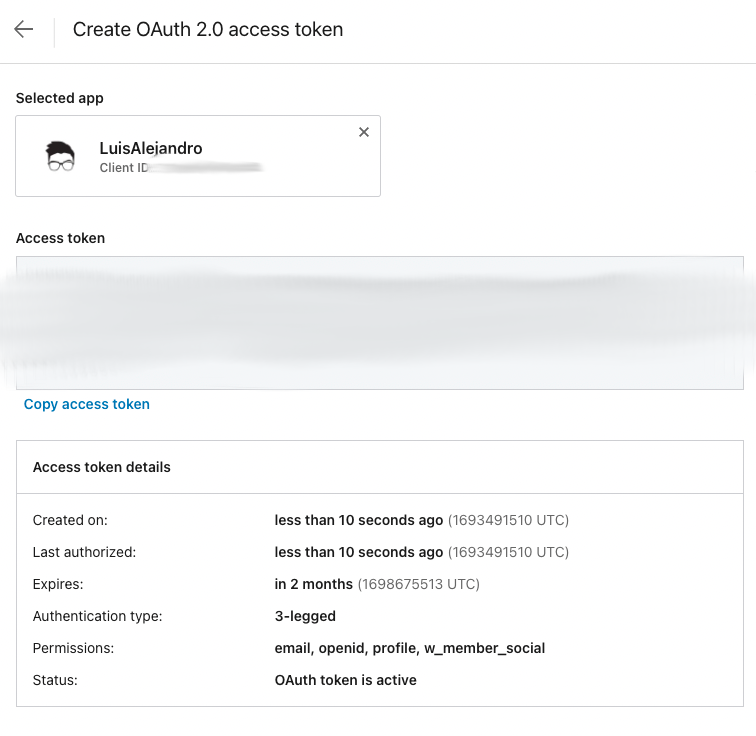 Create OAuth 2.0 access token
Selected app
LuisAlejandro
Client ID
Access token
Copy access token
Access token details
Created on: less than 10 seconds ago (1693491510 UTC)
Last authorized: less than 10 seconds ago (1693491510 UTC)
Expires: in 2 months (1698675513 UTC)
Authentication type: 3-legged
Permissions: email, openid, profile, w_member_social
Status: OAuth token is active